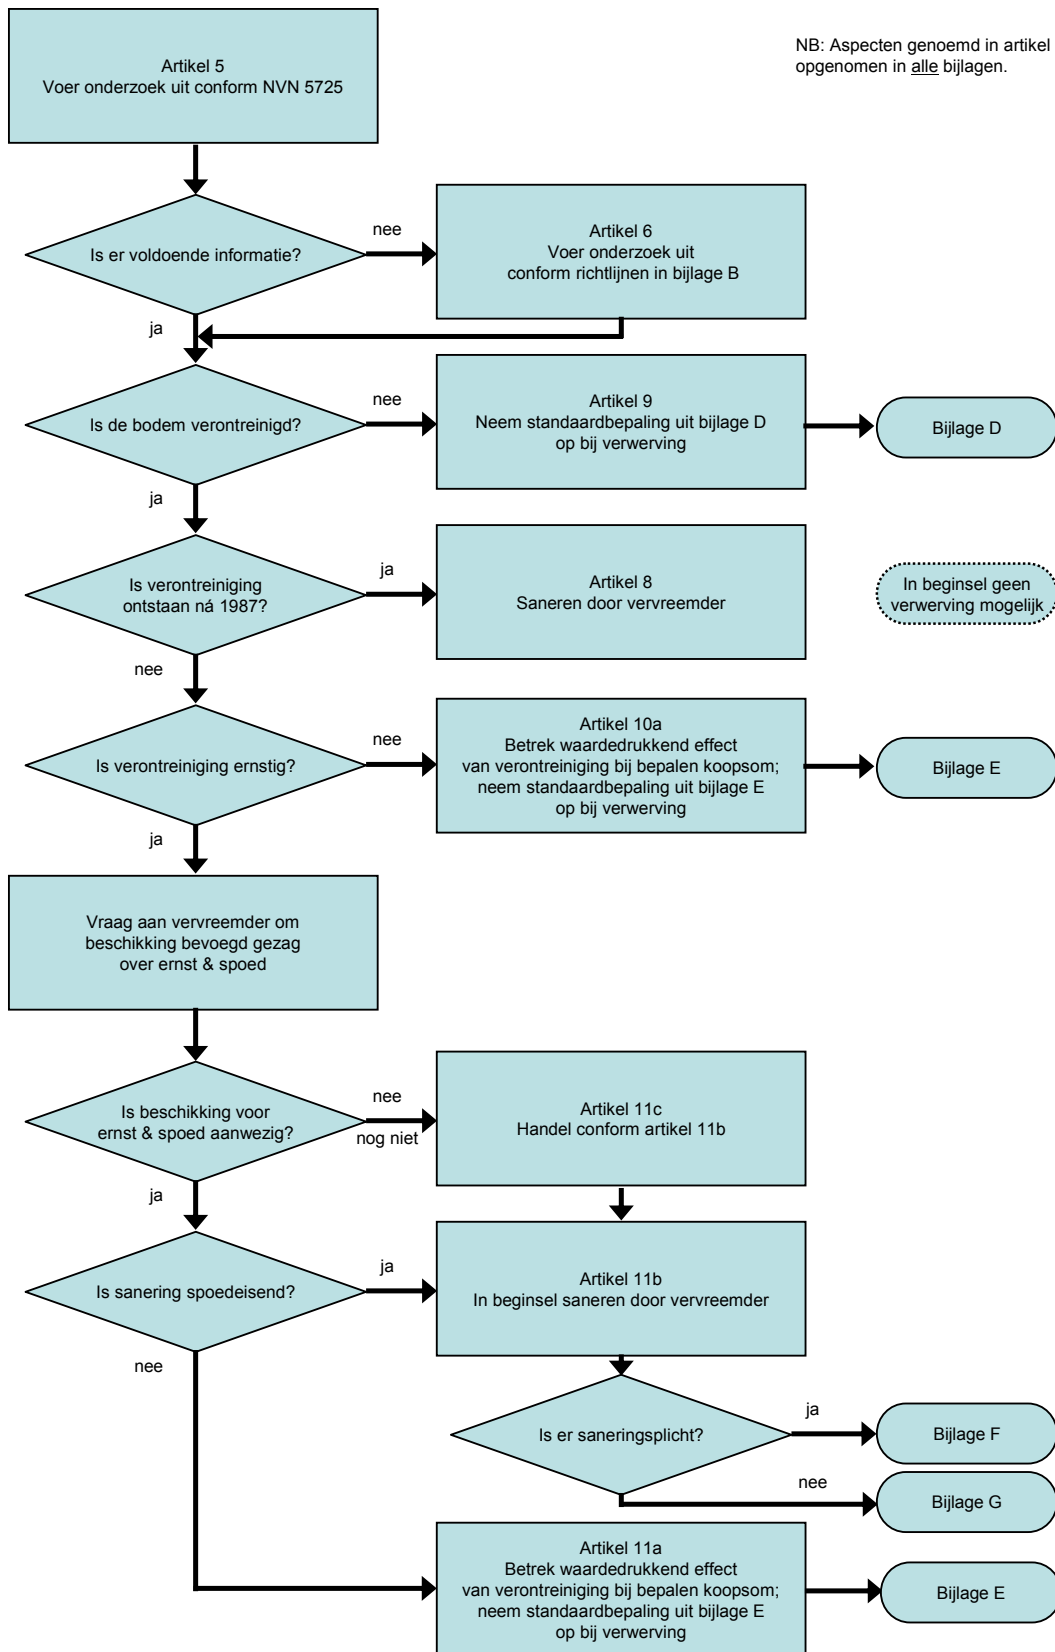 Artikel 5
Voer onderzoek uit conform NVN 5725
NB: Aspecten genoemd in artikel
opgenomen in alle bijlagen.
Is er voldoende informatie?
nee
Artikel 6
Voer onderzoek uit
conform richtlijnen in bijlage B
ja
Is de bodem verontreinigd?
nee
Artikel 9
Neem standaardbepaling uit bijlage D
op bij verwerving
Bijlage D
ja
Is verontreiniging
ontstaan ná 1987?
ja
Artikel 8
Saneren door vervreemder
In beginsel geen
verwerving mogelijk
nee
Is verontreiniging ernstig?
nee
Artikel 10a
Betrek waardedrukkend effect
van verontreiniging bij bepalen koopsom;
neem standaardbepaling uit bijlage E
op bij verwerving
Bijlage E
ja
Vraag aan vervreemder om
beschikking bevoegd gezag
over ernst & spoed
Is beschikking voor
ernst & spoed aanwezig?
nee
nog niet
Artikel 11c
Handel conform artikel 11b
ja
Is sanering spoedeisend?
ja
Artikel 11b
In beginsel saneren door vervreemder
nee
Is er saneringsplicht?
ja
Bijlage F
nee
Bijlage G
Artikel 11a
Betrek waardedrukkend effect
van verontreiniging bij bepalen koopsom;
neem standaardbepaling uit bijlage E
op bij verwerving
Bijlage E